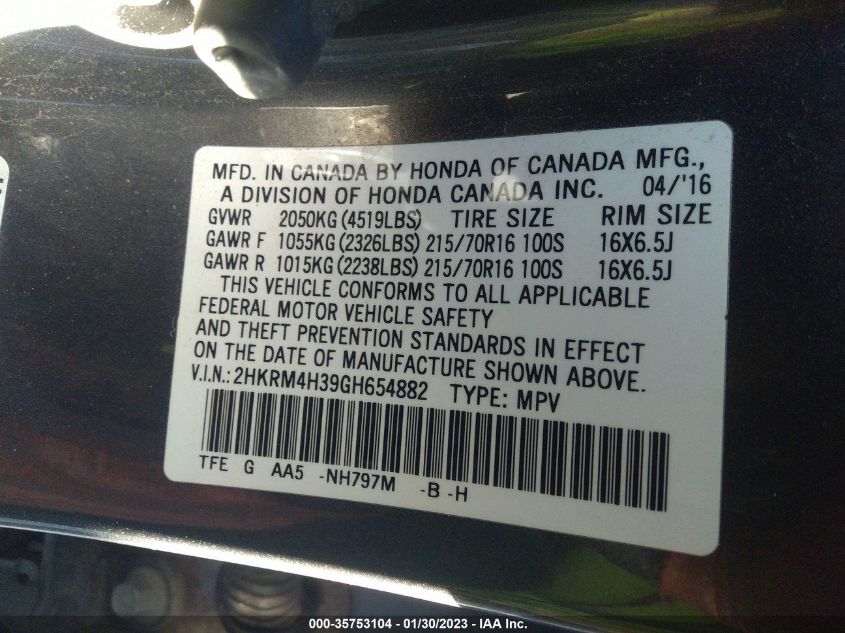 MFD. IN CANADA BY HONDA OF CANADA MFG.,
A DIVISION OF HONDA CANADA INC. 04/'16
GVWR 2050KG (4519LBS) TIRE SIZE RIM SIZE
GAWR F 1055KG (2326LBS) 215/70R16 100S 16X6.5J
GAWR R 1015KG (2238LBS) 215/70R16 100S 16X6.5J
THIS VEHICLE CONFORMS TO ALL APPLICABLE
FEDERAL MOTOR VEHICLE SAFETY
AND THEFT PREVENTION STANDARDS IN EFFECT
ON THE DATE OF MANUFACTURE SHOWN ABOVE.
V.I.N.: 2HKRM4H39GH654882 TYPE: MPV
TFE G AA5 -NH797M -B -H
000-35753104 - 01/30/2023 - IAA Inc.